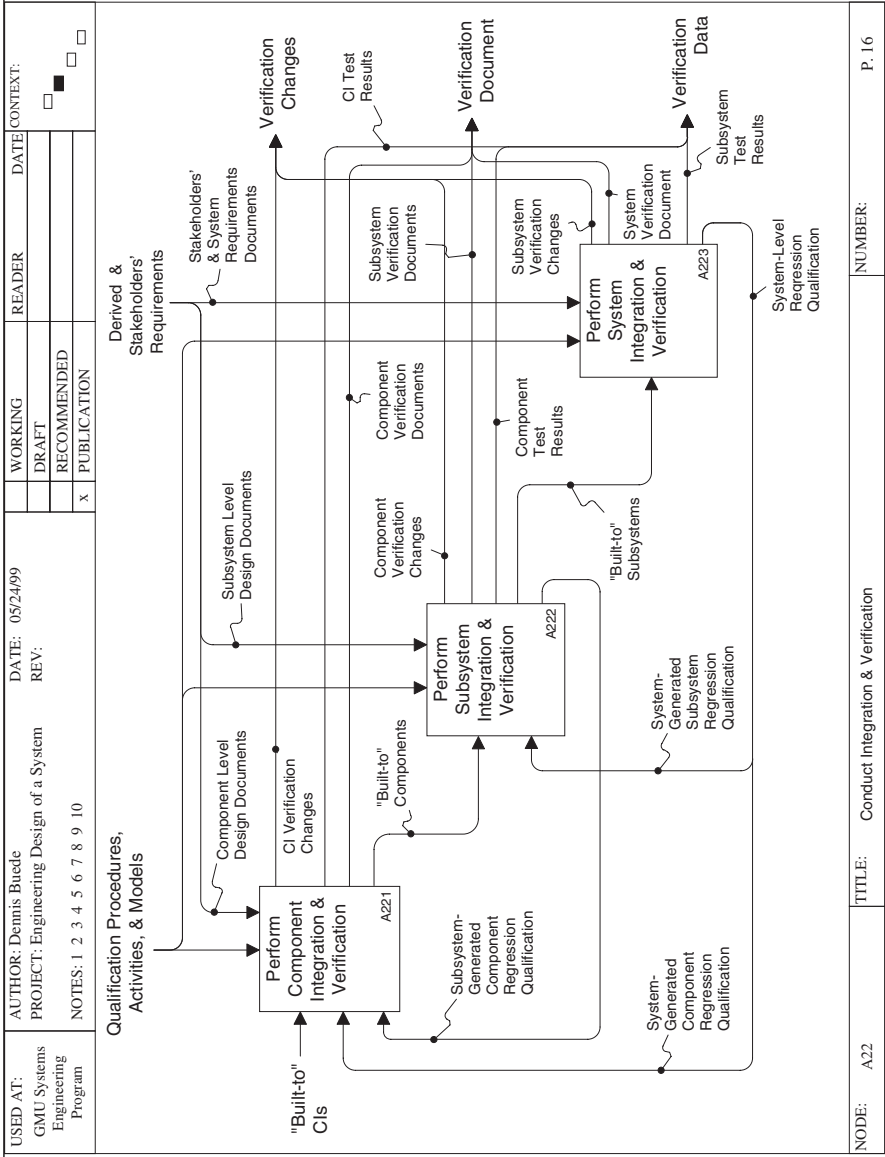 USED AT:
GMU Systems
Engineering
Program
AUTHOR: Dennis Buede
PROJECT: Engineering Design of a System
NOTES: 1 2 3 4 5 6 7 8 9 10
DATE: 05/24/99
REV:
WORKING
DRAFT
RECOMMENDED
x PUBLICATION
READER
DATE
CONTEXT:
Qualification Procedures,
Activities, & Models
Derived &
Stakeholders'
Requirements
Component Level
Design Documents
Subsystem Level
Design Documents
Stakeholders'
& System
Requirements
Documents
Verification
Changes
"Built-to"
CIs
Perform
Component
Integration &
Verification
A221
CI Verification
Changes
CI Test
Results
Component
Verification
Documents
"Built-to"
Components
Subsystem
Verification
Documents
Verification
Document
Perform
Subsystem
Integration &
Verification
A222
Component
Verification
Changes
Component
Test
Results
"Built-to"
Subsystems
Subsystem
Verification
Changes
System
Verification
Document
Perform
System
Integration &
Verification
A223
Verification
Data
Subsystem
Test
Results
Subsystem-
Generated
Component
Regression
Qualification
System-
Generated
Component
Regression
Qualification
System-
Generated
Subsystem
Regression
Qualification
System-Level
Reqression
Qualification
NODE: A22
TITLE: Conduct Integration & Verification
NUMBER: P. 16